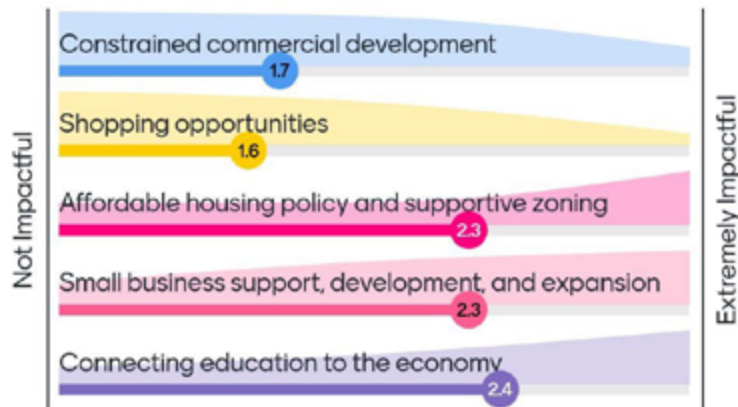 Not Impactful
Constrained commercial development
1.7
Shopping opportunities
1.6
Affordable housing policy and supportive zoning
2.3
Small business support, development, and expansion
2.3
Connecting education to the economy
2.4
Extremely Impactful